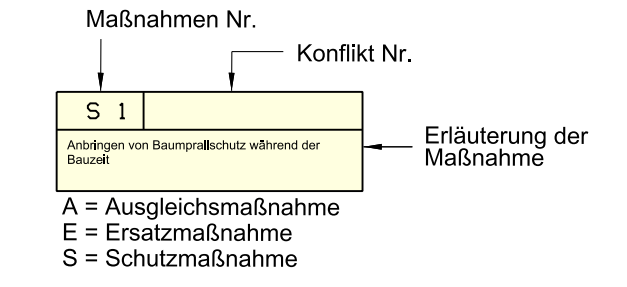 Maßnahmen Nr.
Konflikt Nr.
S 1
Anbringen von Baumprallschutz während der
Bauzeit
Erläuterung der
Maßnahme
A = Ausgleichsmaßnahme
E = Ersatzmaßnahme
S = Schutzmaßnahme